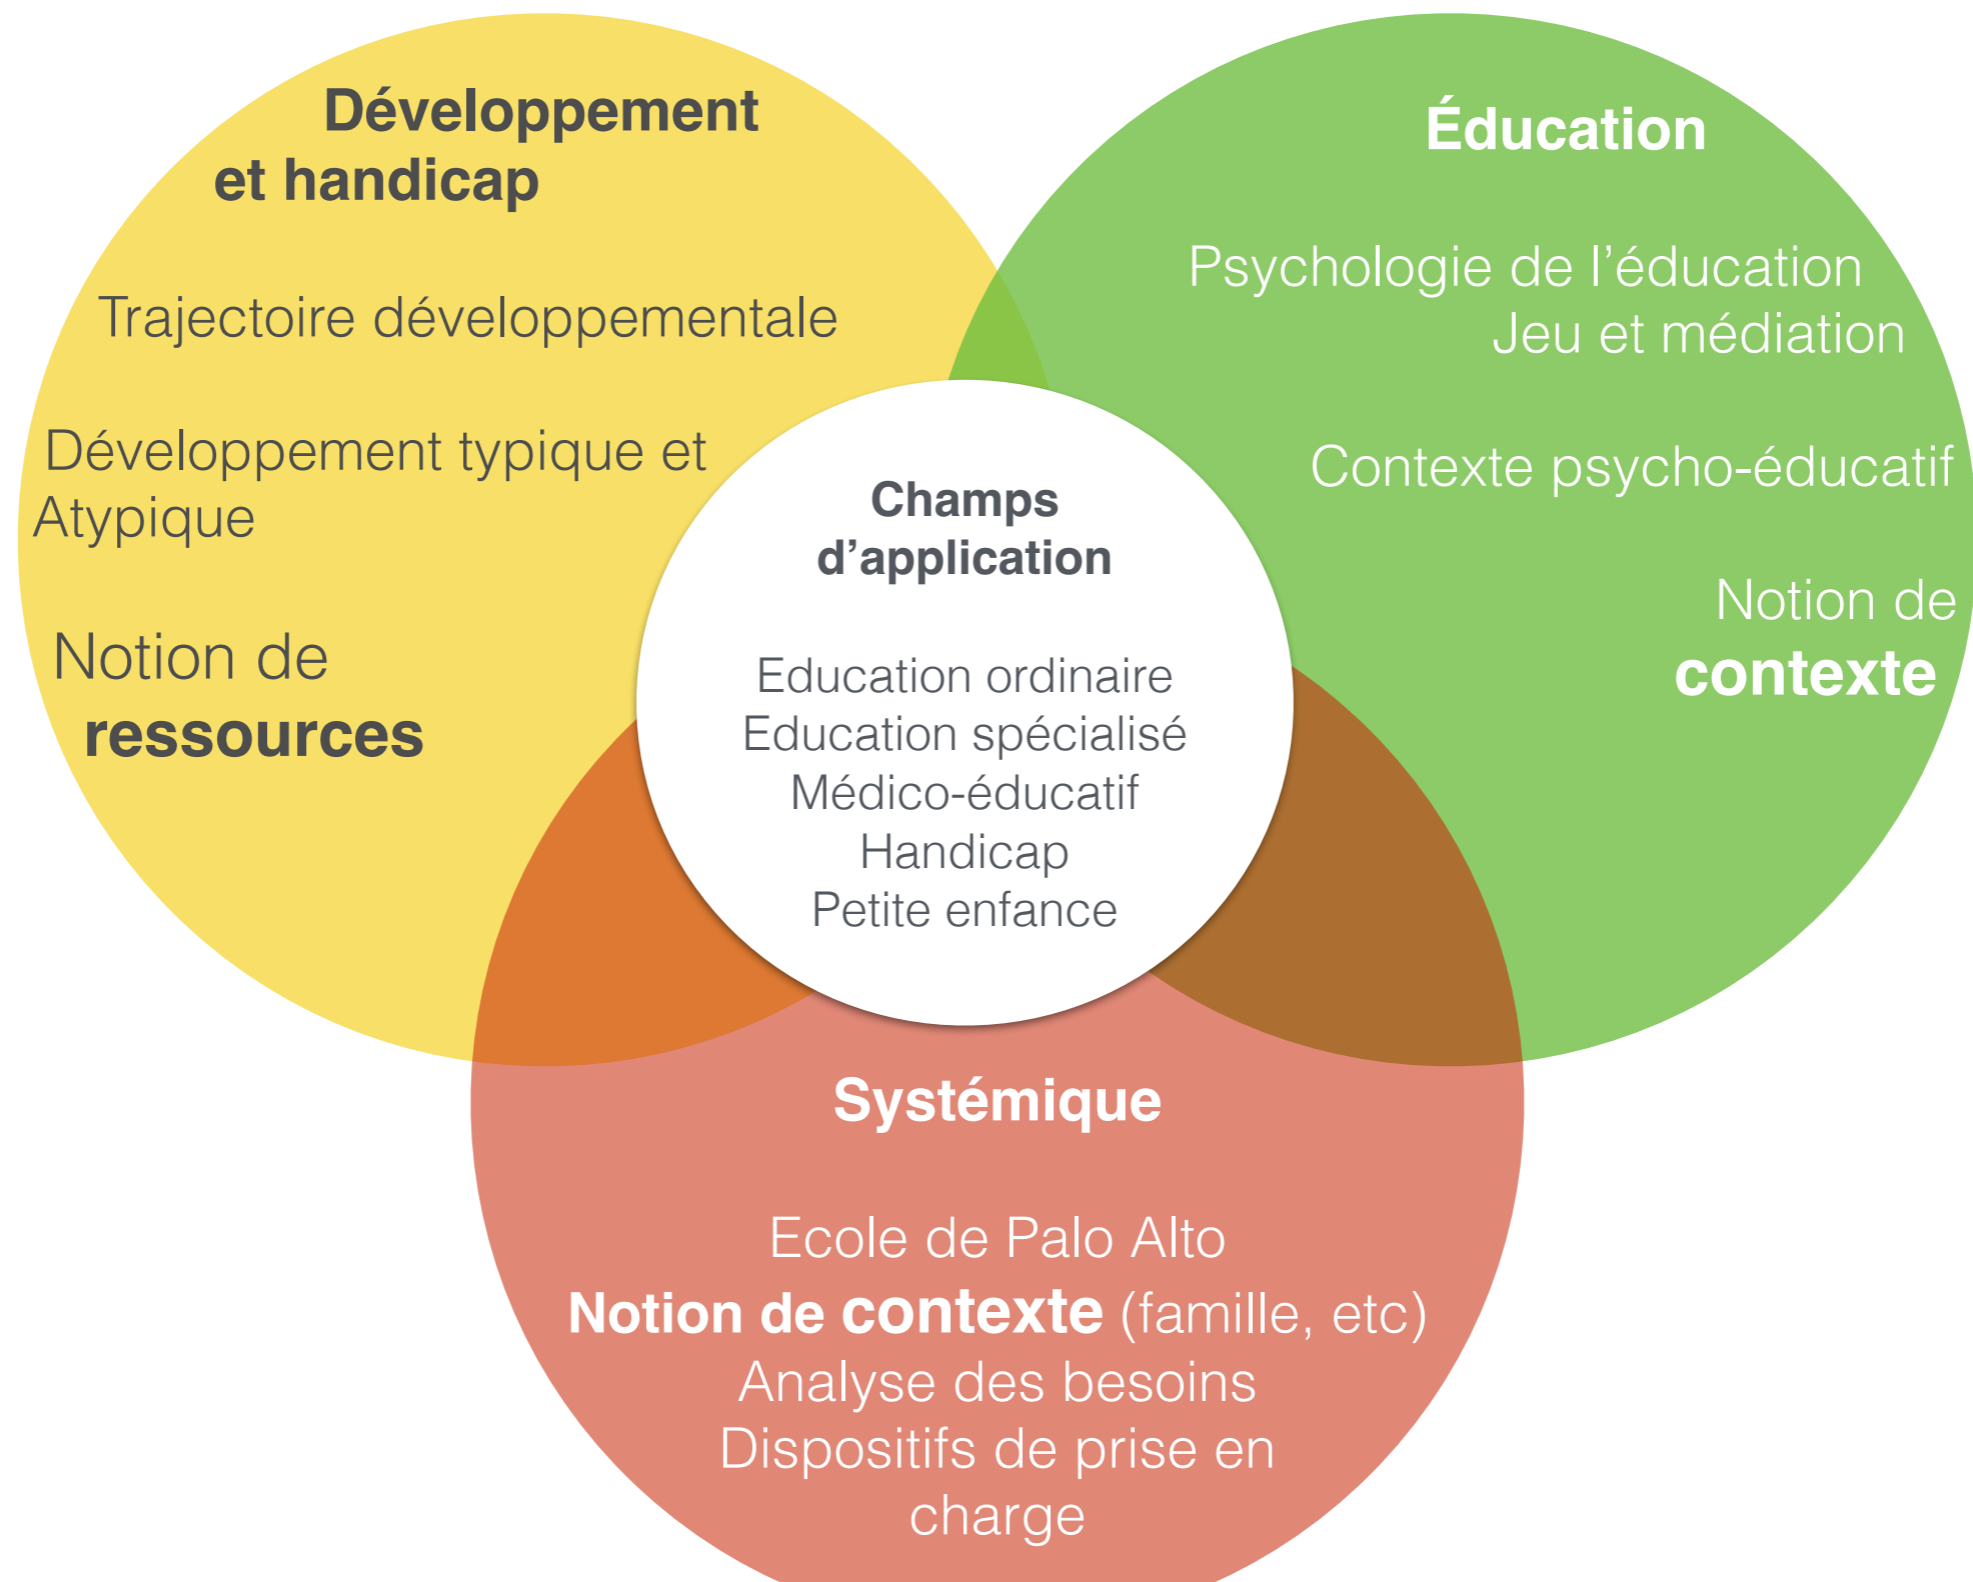 Développement
et handicap
Trajectoire développementale
Développement typique et
Atypique
Notion de
ressources
Éducation
Psychologie de l’éducation
Jeu et médiation
Contexte psycho-éducatif
Notion de
contexte
Champs
d’application
Education ordinaire
Education spécialisé
Médico-éducatif
Handicap
Petite enfance
Systémique
Ecole de Palo Alto
Notion de contexte (famille, etc)
Analyse des besoins
Dispositifs de prise en
charge